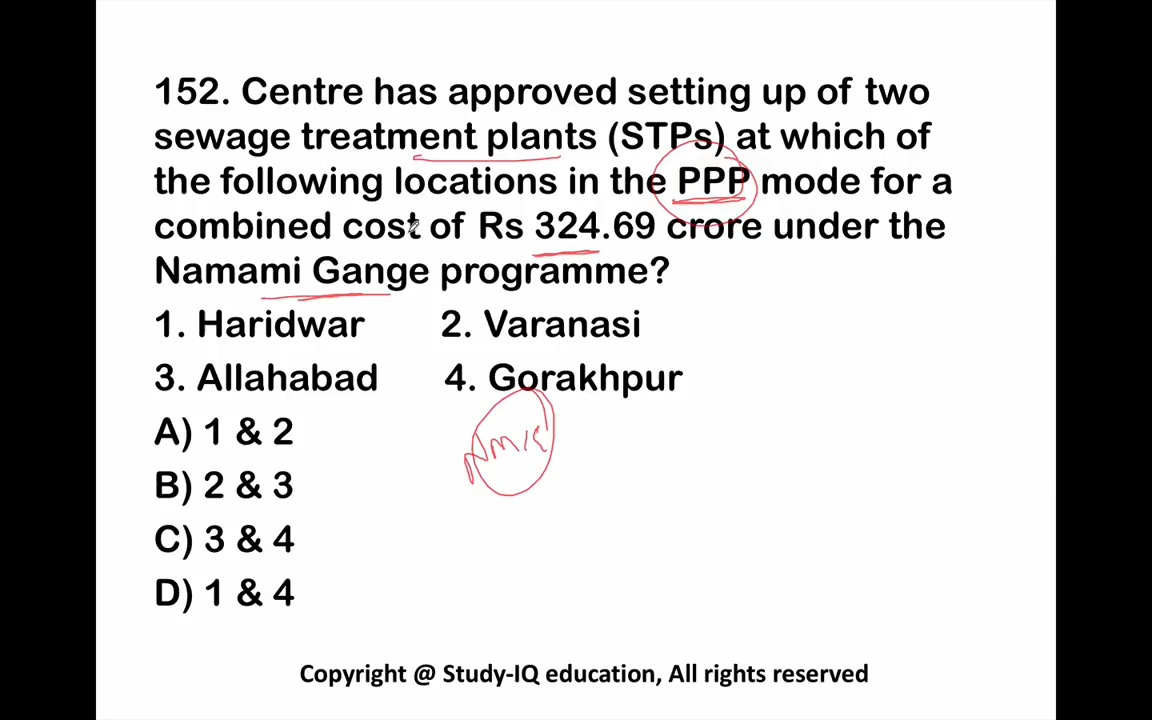 152. Centre has approved setting up of two
sewage treatment plants (STPs) at which of
the following locations in the PPP mode for a
combined cost of Rs 324.69 crore under the
Namami Gange programme?
1. Haridwar 2. Varanasi
3. Allahabad 4. Gorakhpur
A) 1 & 2
B) 2 & 3
C) 3 & 4
D) 1 & 4
Copyright @ Study-IQ education, All rights reserved